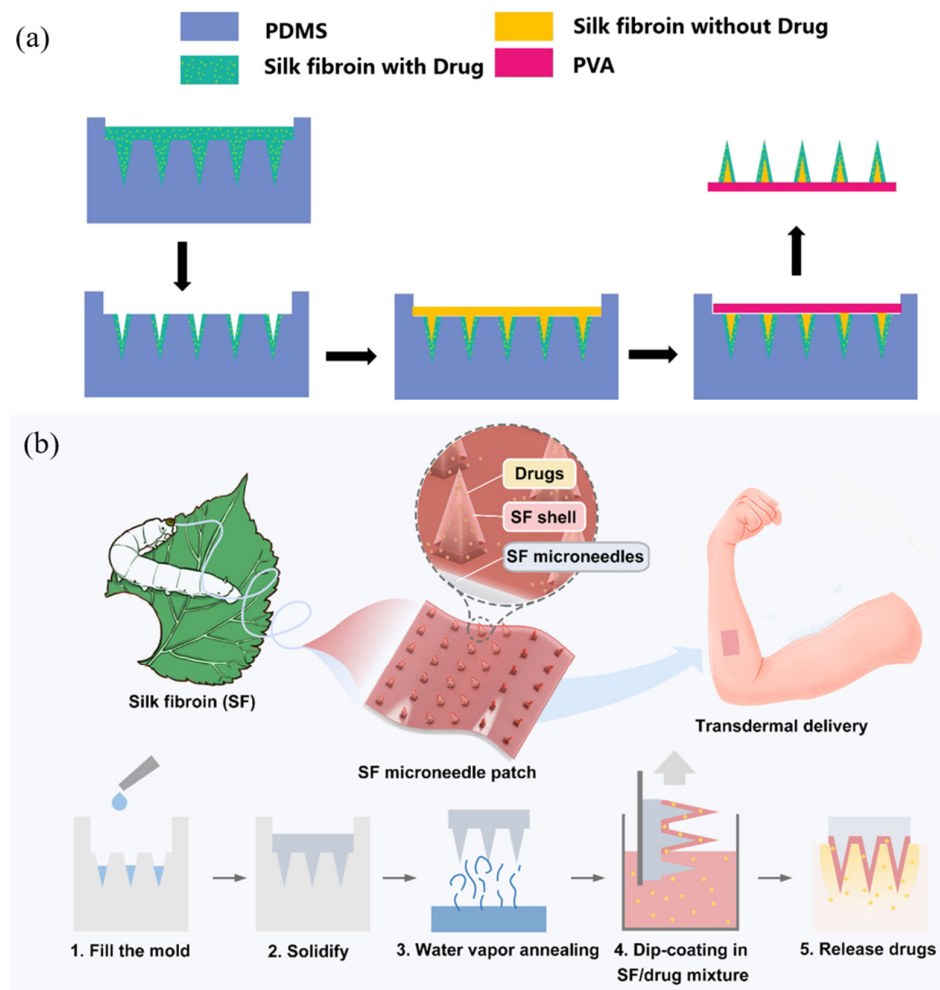 (a)
PDMS
Silk fibroin without Drug
Silk fibroin with Drug
PVA
(b)
Drugs
SF shell
SF microneedles
Silk fibroin (SF)
SF microneedle patch
Transdermal delivery
1. Fill the mold
2. Solidify
3. Water vapor annealing
4. Dip-coating in
SF/drug mixture
5. Release drugs